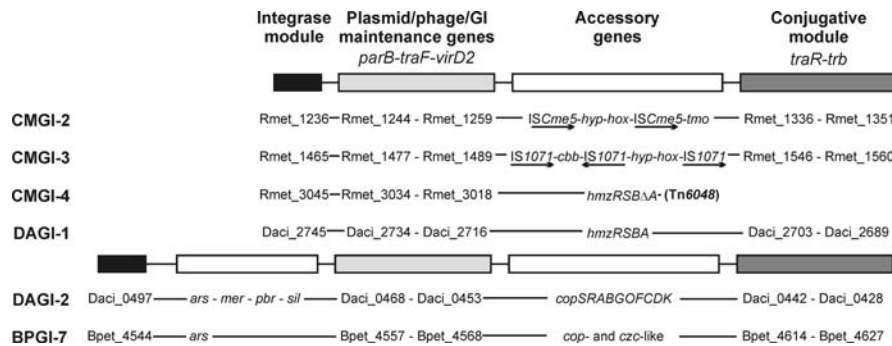 Integrase module Plasmid/phage/GI maintenance genes Accessory genes Conjugative module
parB-traF-virD2 traR-trb
CMGI-2 Rmet_1236 Rmet_1244 - Rmet_1259 ISCme5-hyp-hox-ISCme5-tmo Rmet_1336 - Rmet_1351
CMGI-3 Rmet_1465 Rmet_1477 - Rmet_1489 IS1071-cbb-IS1071-hyp-hox-IS1071 Rmet_1546 - Rmet_1560
CMGI-4 Rmet_3045 Rmet_3034 - Rmet_3018 hmzRSBΔA- (Tn6048)
DAGI-1 Daci_2745 Daci_2734 - Daci_2716 hmzRSBA Daci_2703 - Daci_2689
DAGI-2 Daci_0497 ars - mer - pbr - sil Daci_0468 - Daci_0453 copSRABGOFCDK Daci_0442 - Daci_0428
BPGI-7 Bpet_4544 ars Bpet_4557 - Bpet_4568 cop- and czc-like Bpet_4614 - Bpet_4627